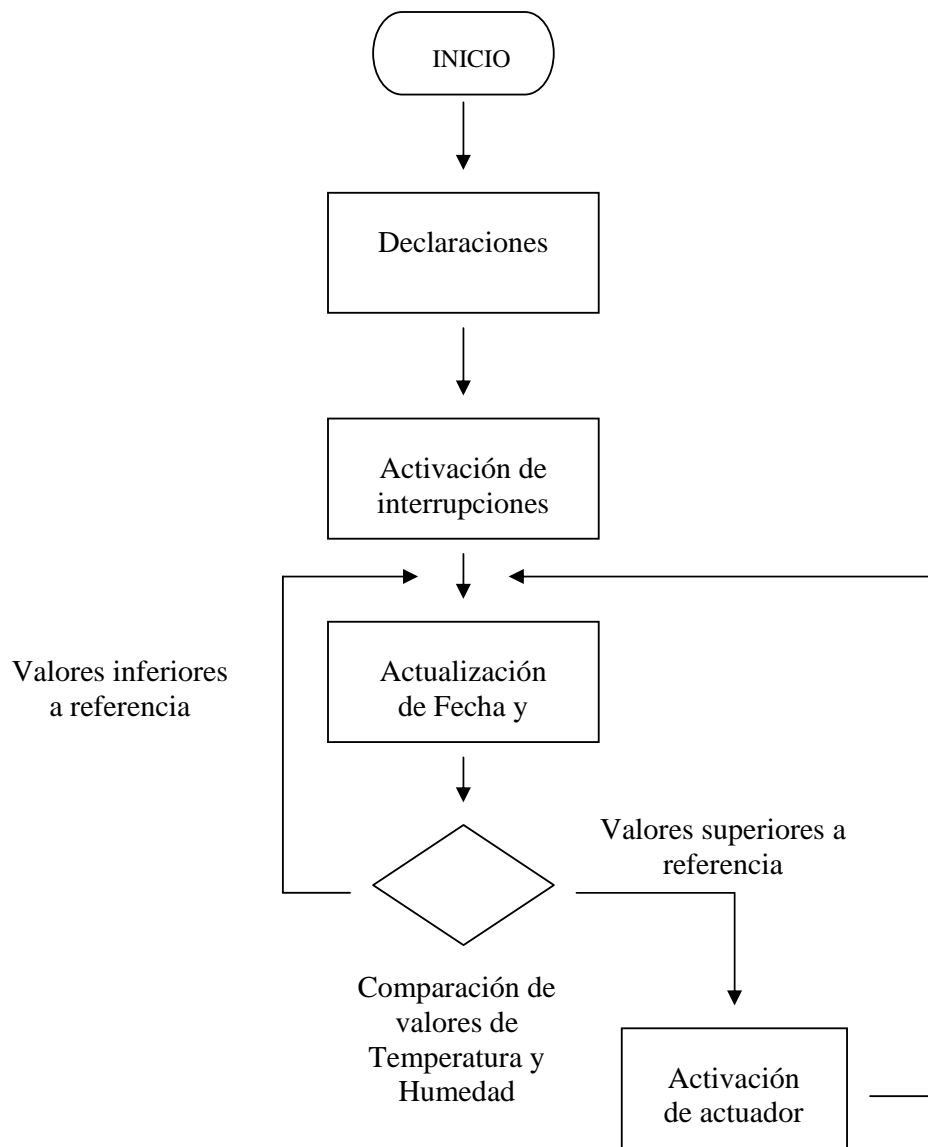 INICIO
Declaraciones
Activación de
interrupciones
Actualización
de Fecha y
Valores inferiores
a referencia
Valores superiores a
referencia
Comparación de
valores de
Temperatura y
Humedad
Activación
de actuador